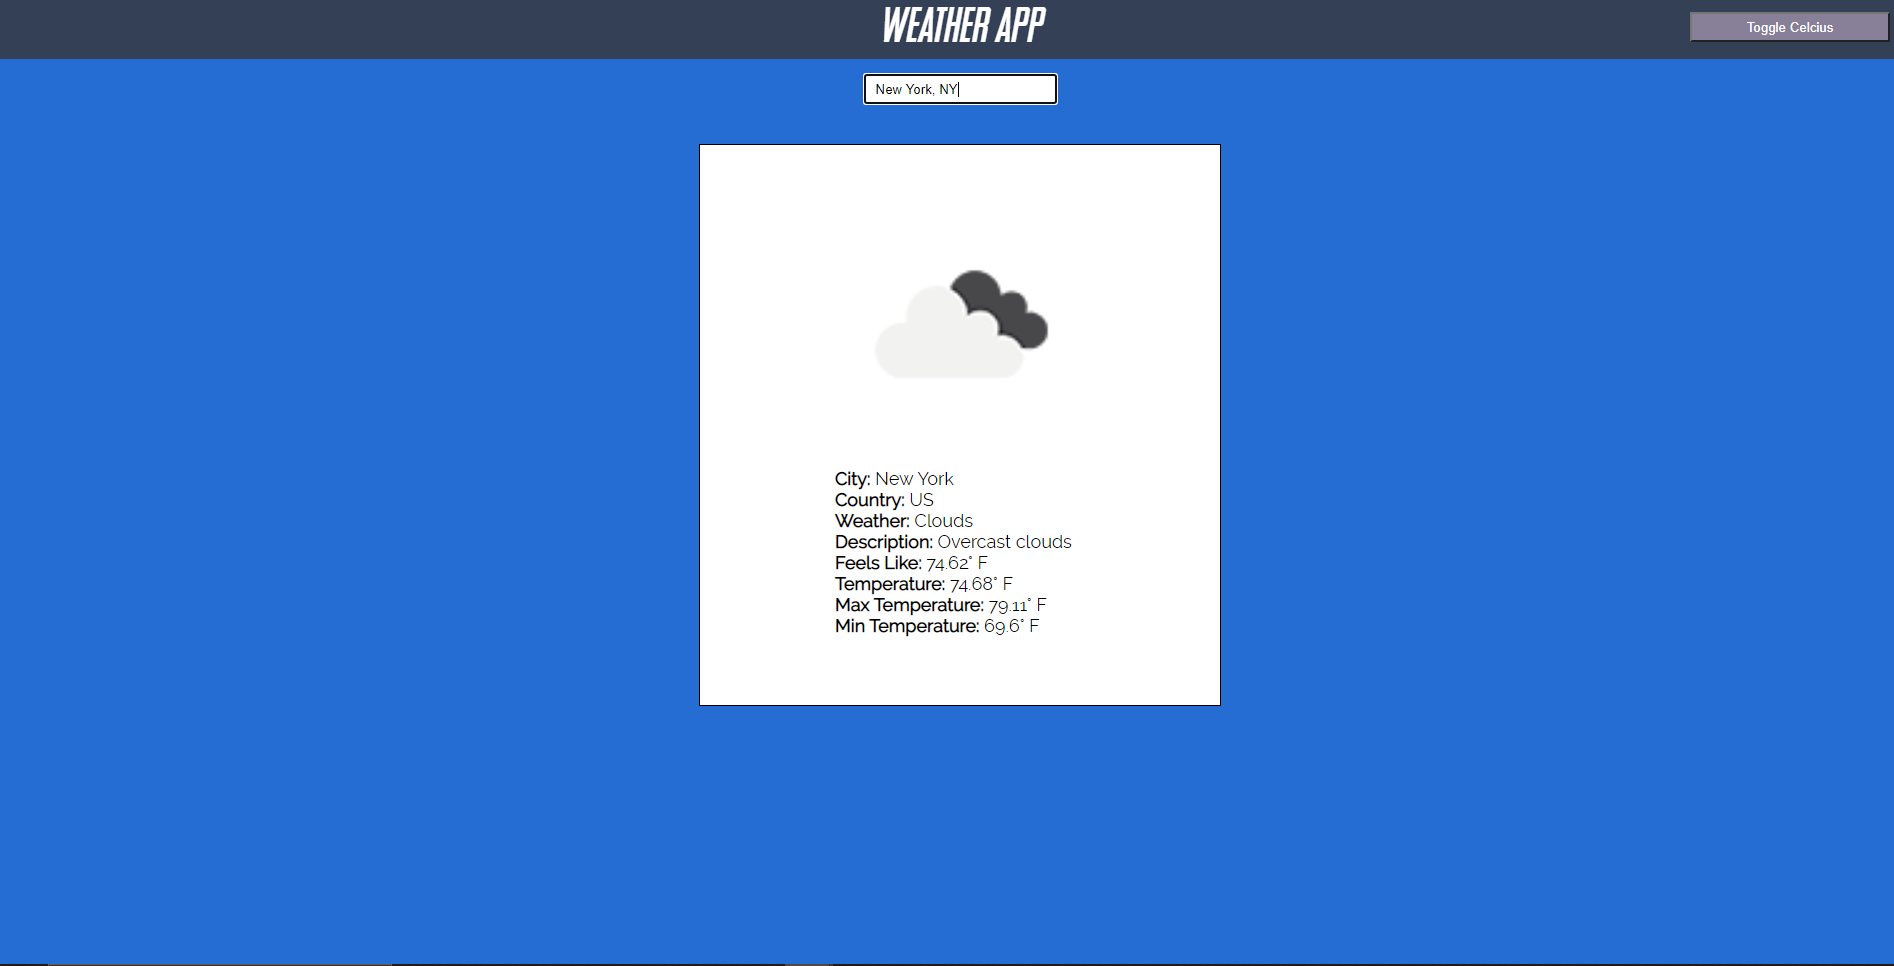 WEATHER APP
Toggle Celcius
New York, NY
City: New York
Country: US
Weather: Clouds
Description: Overcast clouds
Feels Like: 74.62° F
Temperature: 74.68° F
Max Temperature: 79.11° F
Min Temperature: 69.6° F